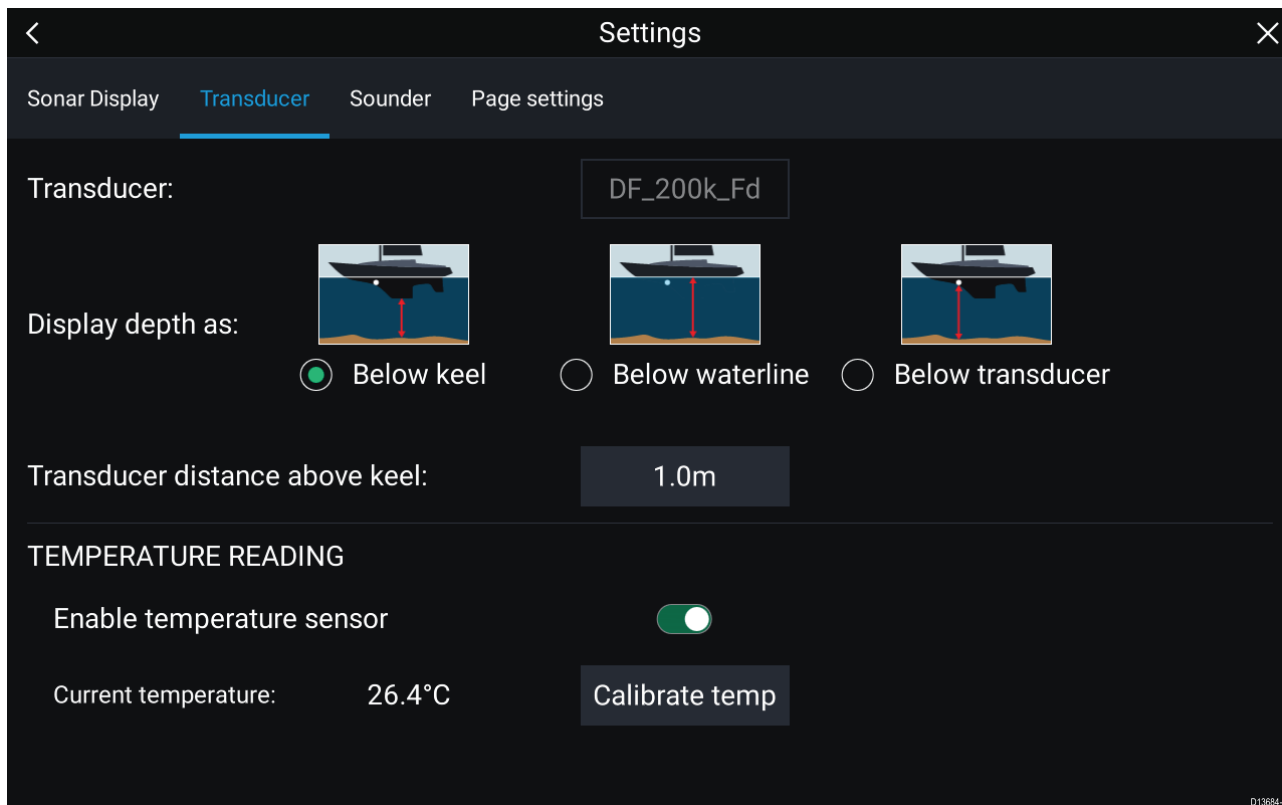 Settings
Sonar Display Transducer Sounder Page settings
Transducer: DF_200k_Fd
Display depth as:
Below keel Below waterline Below transducer
Transducer distance above keel: 1.0m
TEMPERATURE READING
Enable temperature sensor
Current temperature: 26.4°C Calibrate temp
D13684-